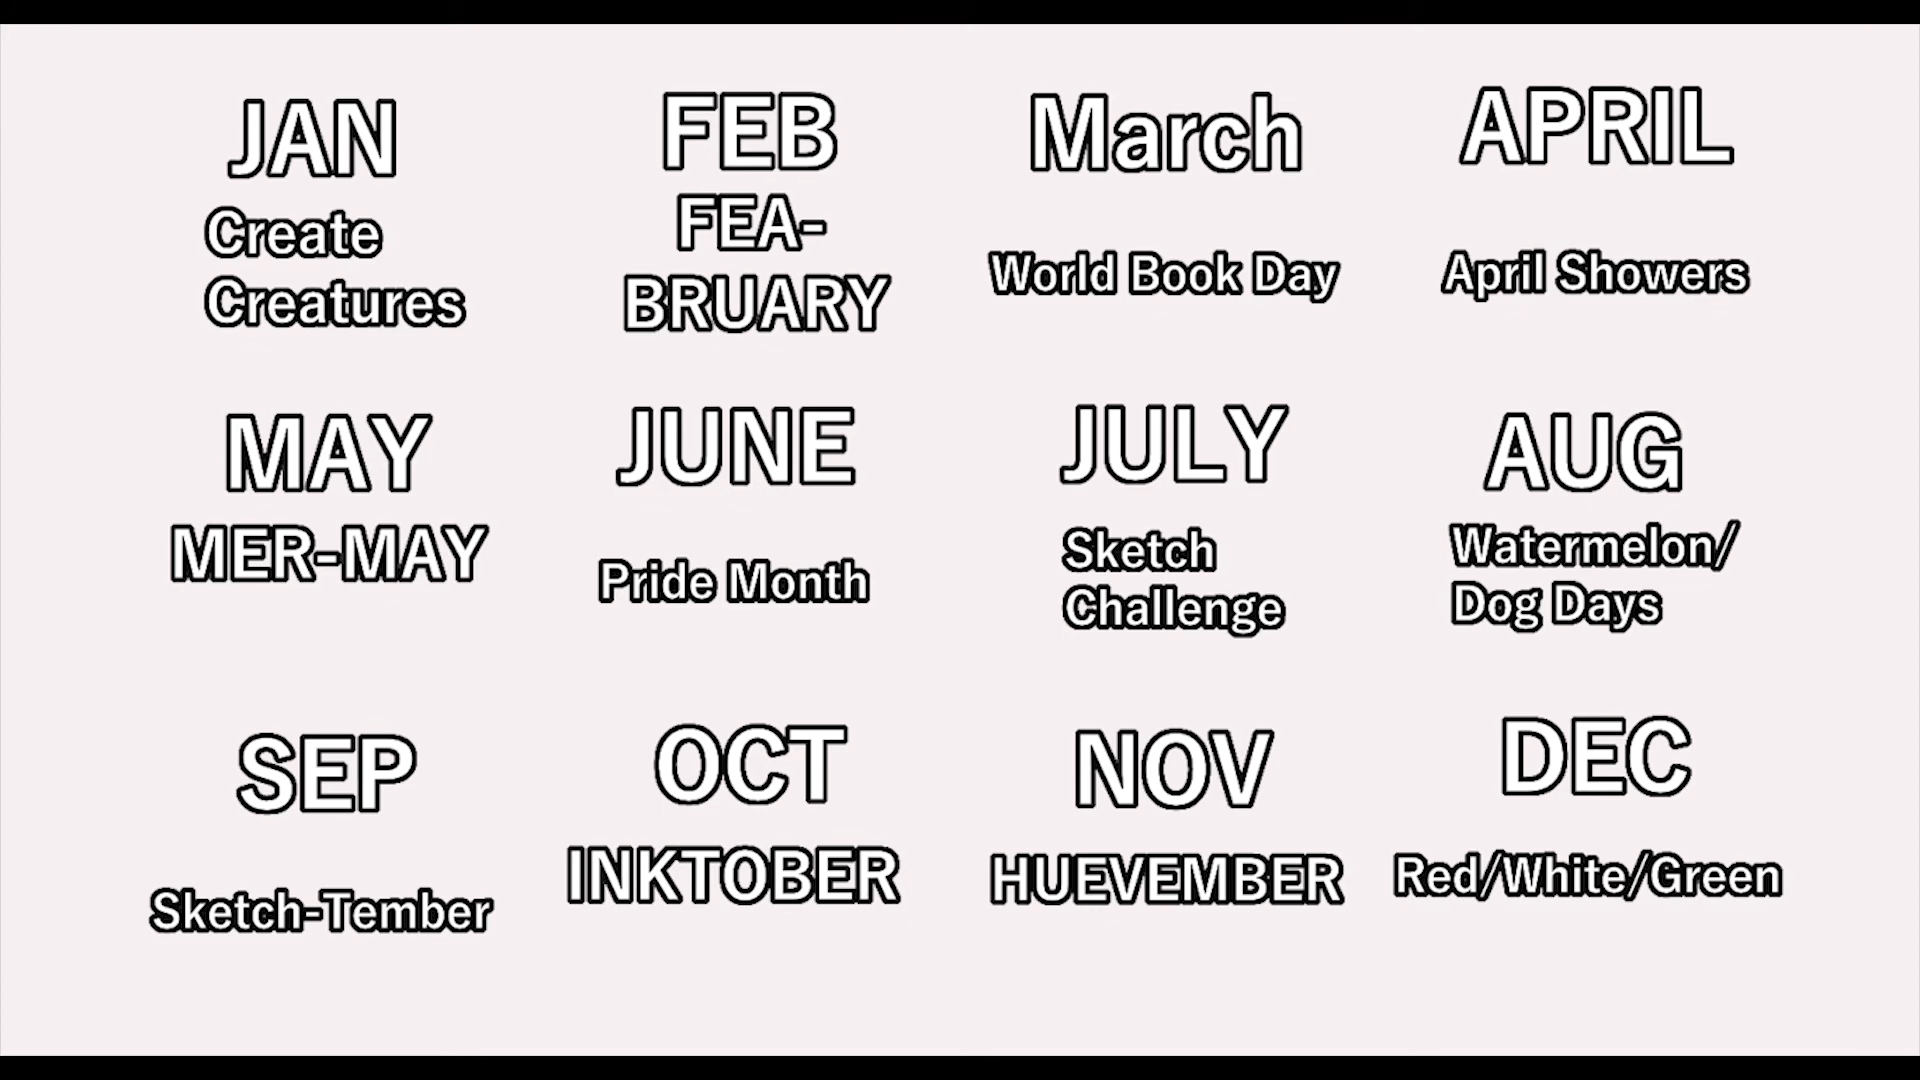 JAN
Create
Creatures
FEB
FEA-
BRUARY
March
World Book Day
APRIL
April Showers
MAY
MER-MAY
JUNE
Pride Month
JULY
Sketch
Challenge
AUG
Watermelon/
Dog Days
SEP
Sketch-Tember
OCT
INKTOBER
NOV
HUEVEMBER
DEC
Red/White/Green